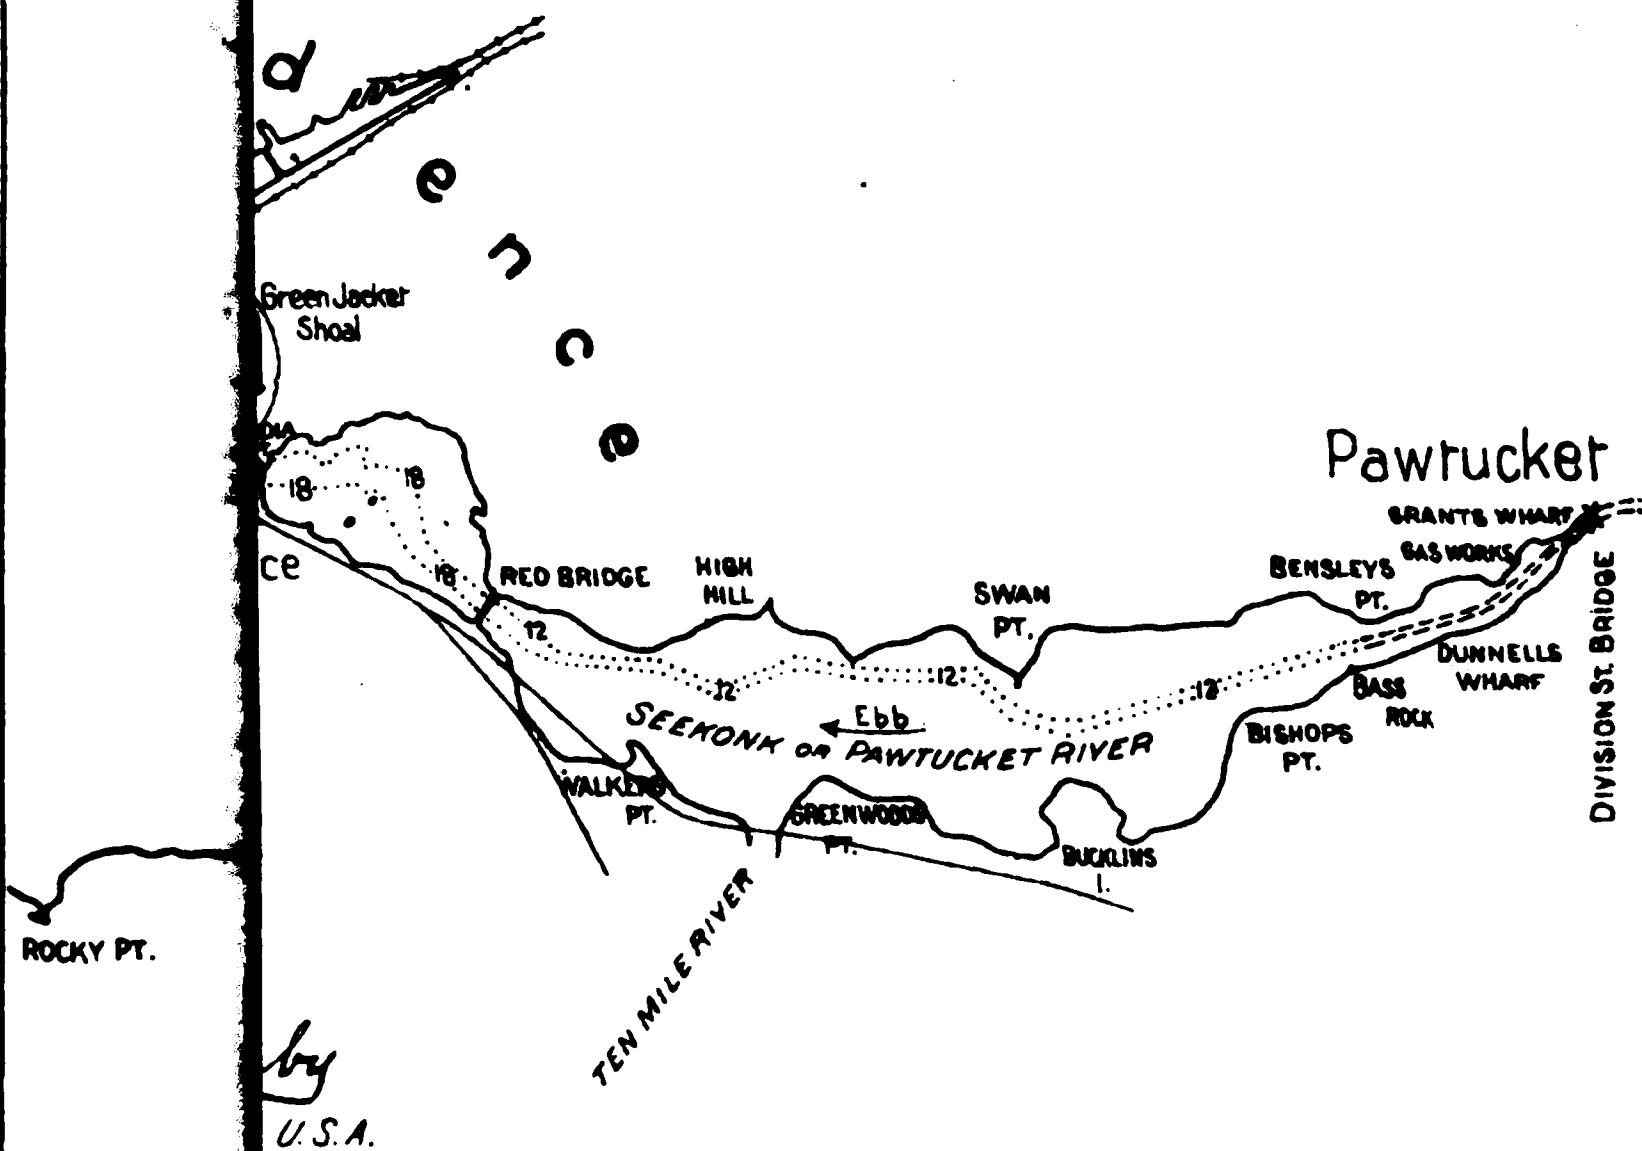 d
e
n
c
e
Green Jacket
Shoal
18
18
18
ce
RED BRIDGE
HIGH
HILL
SWAN
PT.
Pawtucket
GRANTS WHARF
GAS WORKS
BENSLEYS
PT.
12
12
12
12
DUNNELLS
WHARF
BASS
ROCK
BISHOPS
PT.
DIVISION ST. BRIDGE
Ebb
SEEKONK OR PAWTUCKET RIVER
WALKERS
PT.
GREENWOODS
PT.
BUCKLINS
I.
TEN MILE RIVER
ROCKY PT.
by
U.S.A.